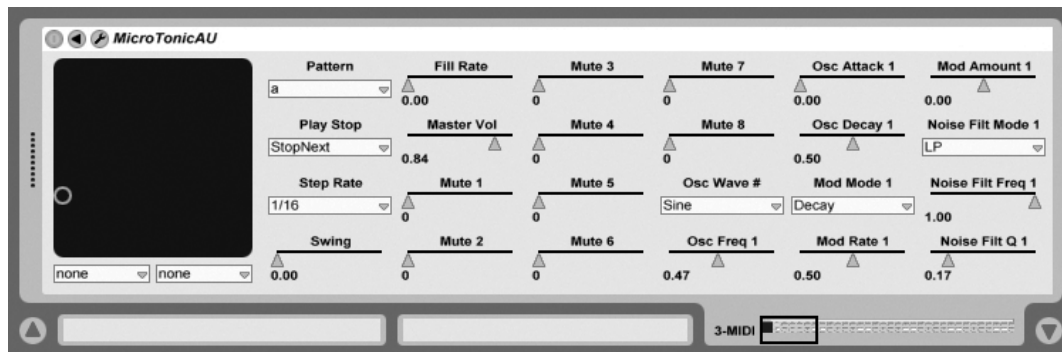 MicroTonicAU
Pattern Fill Rate Mute 3 Mute 7 Osc Attack 1 Mod Amount 1
a 0.00 0 0 0.00 0.00
Play Stop Master Vol Mute 4 Mute 8 Osc Decay 1 Noise Filt Mode 1
StopNext 0.84 0 0 0.50 LP
Step Rate Mute 1 Mute 5 Osc Wave # Mod Mode 1 Noise Filt Freq 1
1/16 0 0 Sine Decay 1.00
Swing Mute 2 Mute 6 Osc Freq 1 Mod Rate 1 Noise Filt Q 1
none none 0.00 0 0 0.47 0.50 0.17
3-MIDI